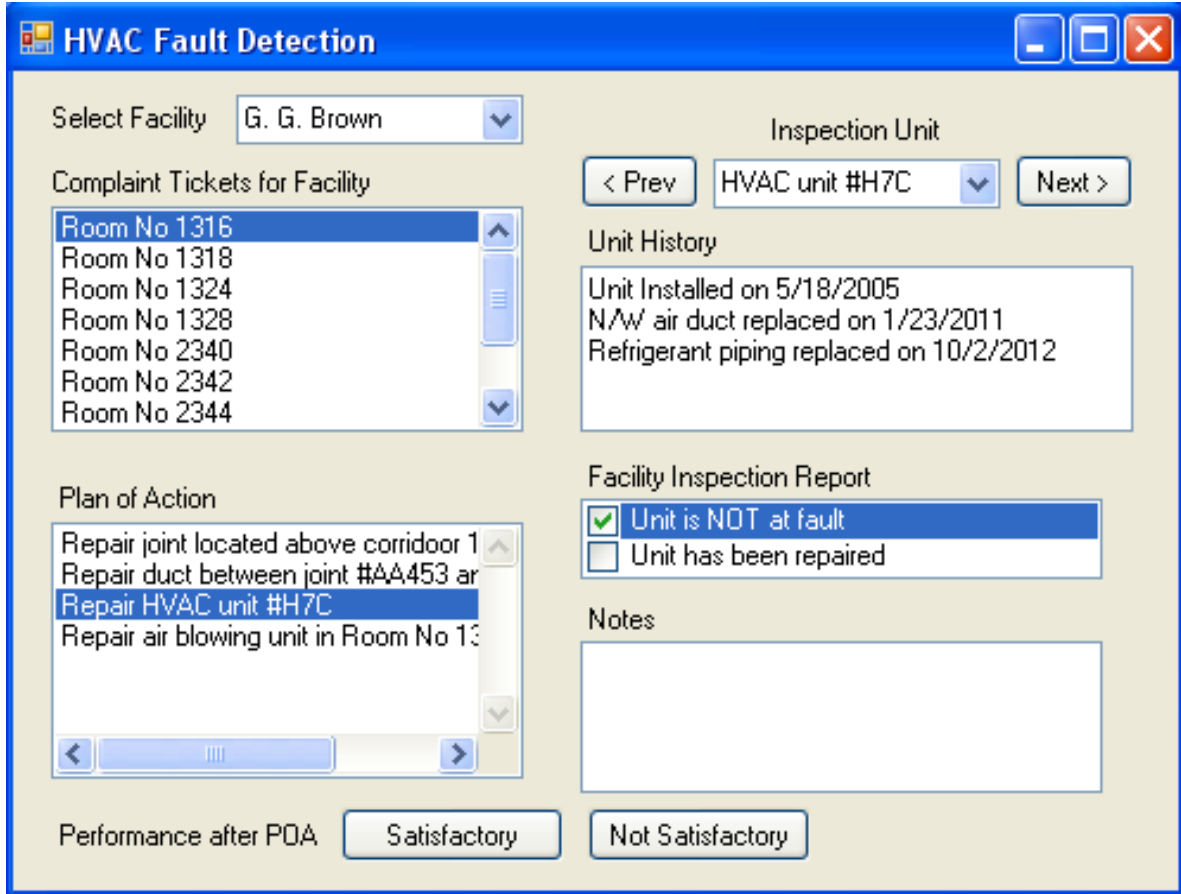 HVAC Fault Detection
Select Facility
G. G. Brown
Complaint Tickets for Facility
Room No 1316
Room No 1318
Room No 1324
Room No 1328
Room No 2340
Room No 2342
Room No 2344
Plan of Action
Repair joint located above corridoor 1
Repair duct between joint #AA453 ar
Repair HVAC unit #H7C
Repair air blowing unit in Room No 13
Inspection Unit
< Prev
HVAC unit #H7C
Next >
Unit History
Unit Installed on 5/18/2005
N/W air duct replaced on 1/23/2011
Refrigerant piping replaced on 10/2/2012
Facility Inspection Report
Unit is NOT at fault
Unit has been repaired
Notes
Performance after POA
Satisfactory
Not Satisfactory